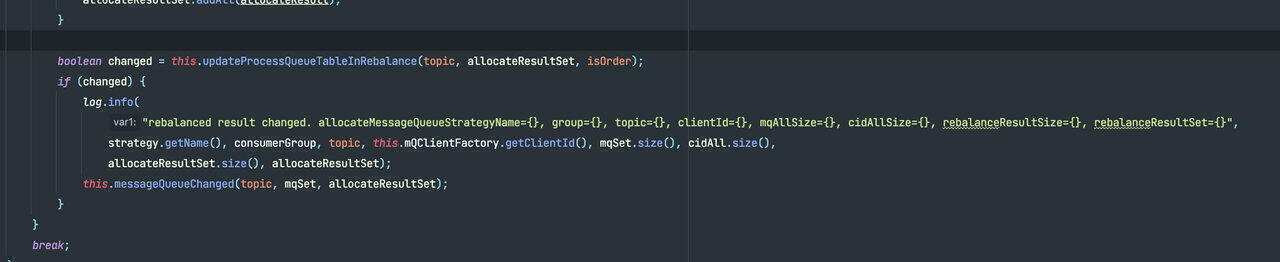 allocateResultSet.addAll(allocateResult);
}
boolean changed = this.updateProcessQueueTableInRebalance(topic, allocateResultSet, isOrder);
if (changed) {
log.info(
var1: "rebalanced result changed. allocateMessageQueueStrategyName={}, group={}, topic={}, clientId={}, mqAllSize={}, cidAllSize={}, rebalanceResultSize={}, rebalanceResultSet={}",
strategy.getName(), consumerGroup, topic, this.mQClientFactory.getClientId(), mqSet.size(), cidAll.size(),
allocateResultSet.size(), allocateResultSet);
this.messageQueueChanged(topic, mqSet, allocateResultSet);
}
}
break;